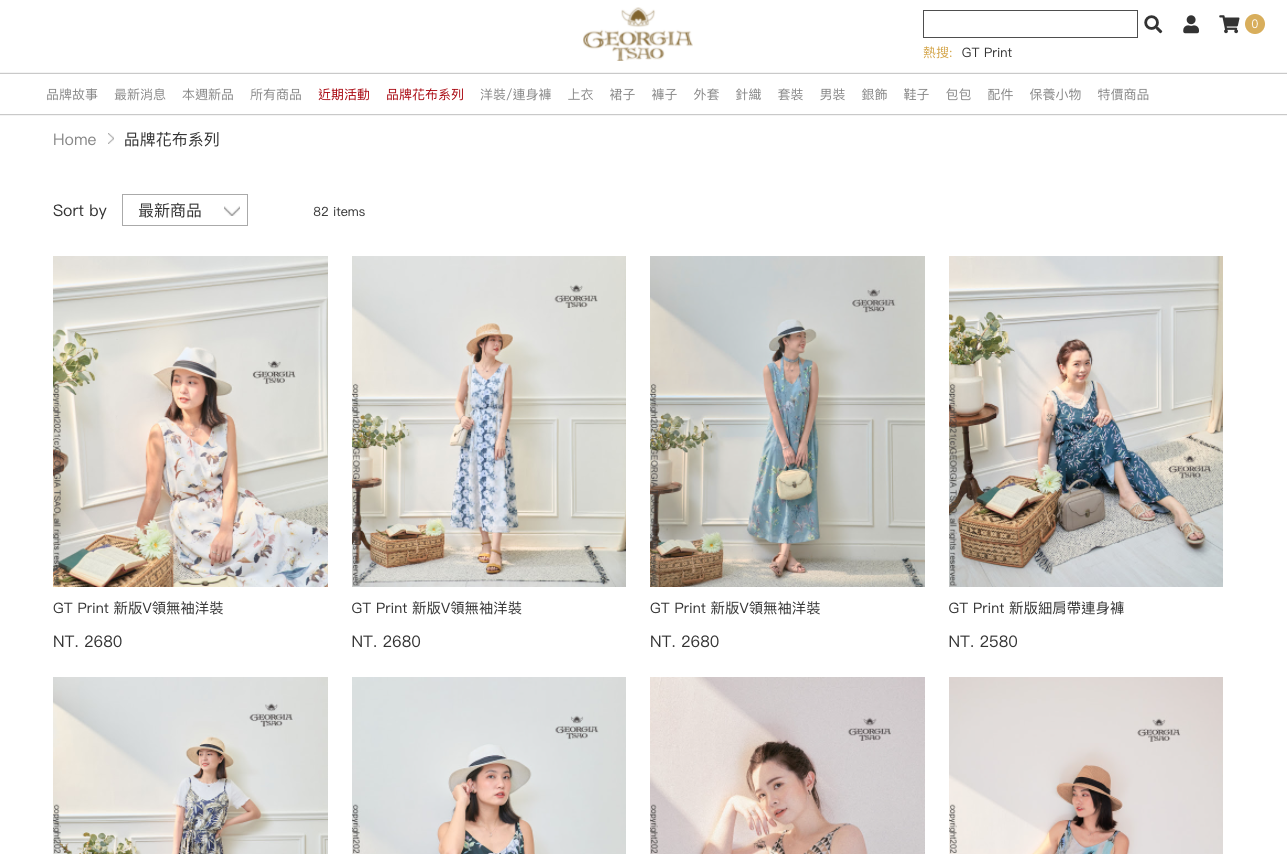 GEORGIA
TSAO
熱搜: GT Print
0
品牌故事 最新消息 本週新品 所有商品 近期活動 品牌花布系列 洋裝/連身褲 上衣 裙子 褲子 外套 針織 套裝 男裝 銀飾 鞋子 包包 配件 保養小物 特價商品
Home > 品牌花布系列
Sort by 最新商品 82 items
GEORGIA
TSAO
GEORGIA
TSAO
GEORGIA
TSAO
GEORGIA
TSAO
GT Print 新版V領無袖洋裝
NT. 2680
GT Print 新版V領無袖洋裝
NT. 2680
GT Print 新版V領無袖洋裝
NT. 2680
GT Print 新版細肩帶連身褲
NT. 2580
GEORGIA
TSAO
GEORGIA
TSAO
GEORGIA
TSAO
GEORGIA
TSAO